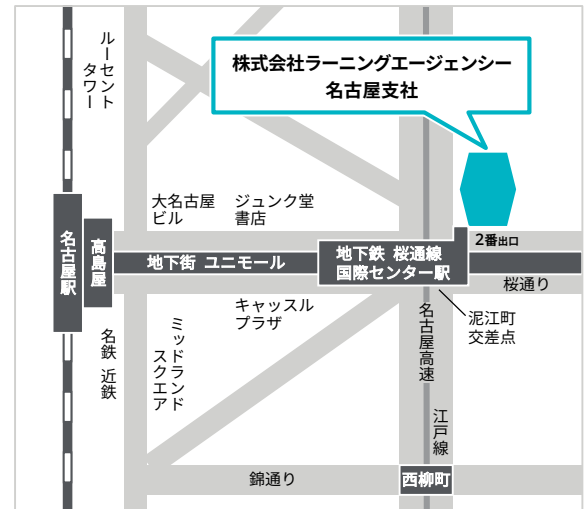 ルーセント
タワー
株式会社ラーニングエージェンシー
名古屋支社
大名古屋
ビル
ジュンク堂
書店
2番出口
名古屋駅
高島屋
地下街 ユニモール
地下鉄 桜通線
国際センター駅
桜通り
キャッスル
プラザ
泥江町
交差点
名古屋高速
名鉄 近鉄
ミッドランド
スクエア
江戸線
錦通り
西柳町